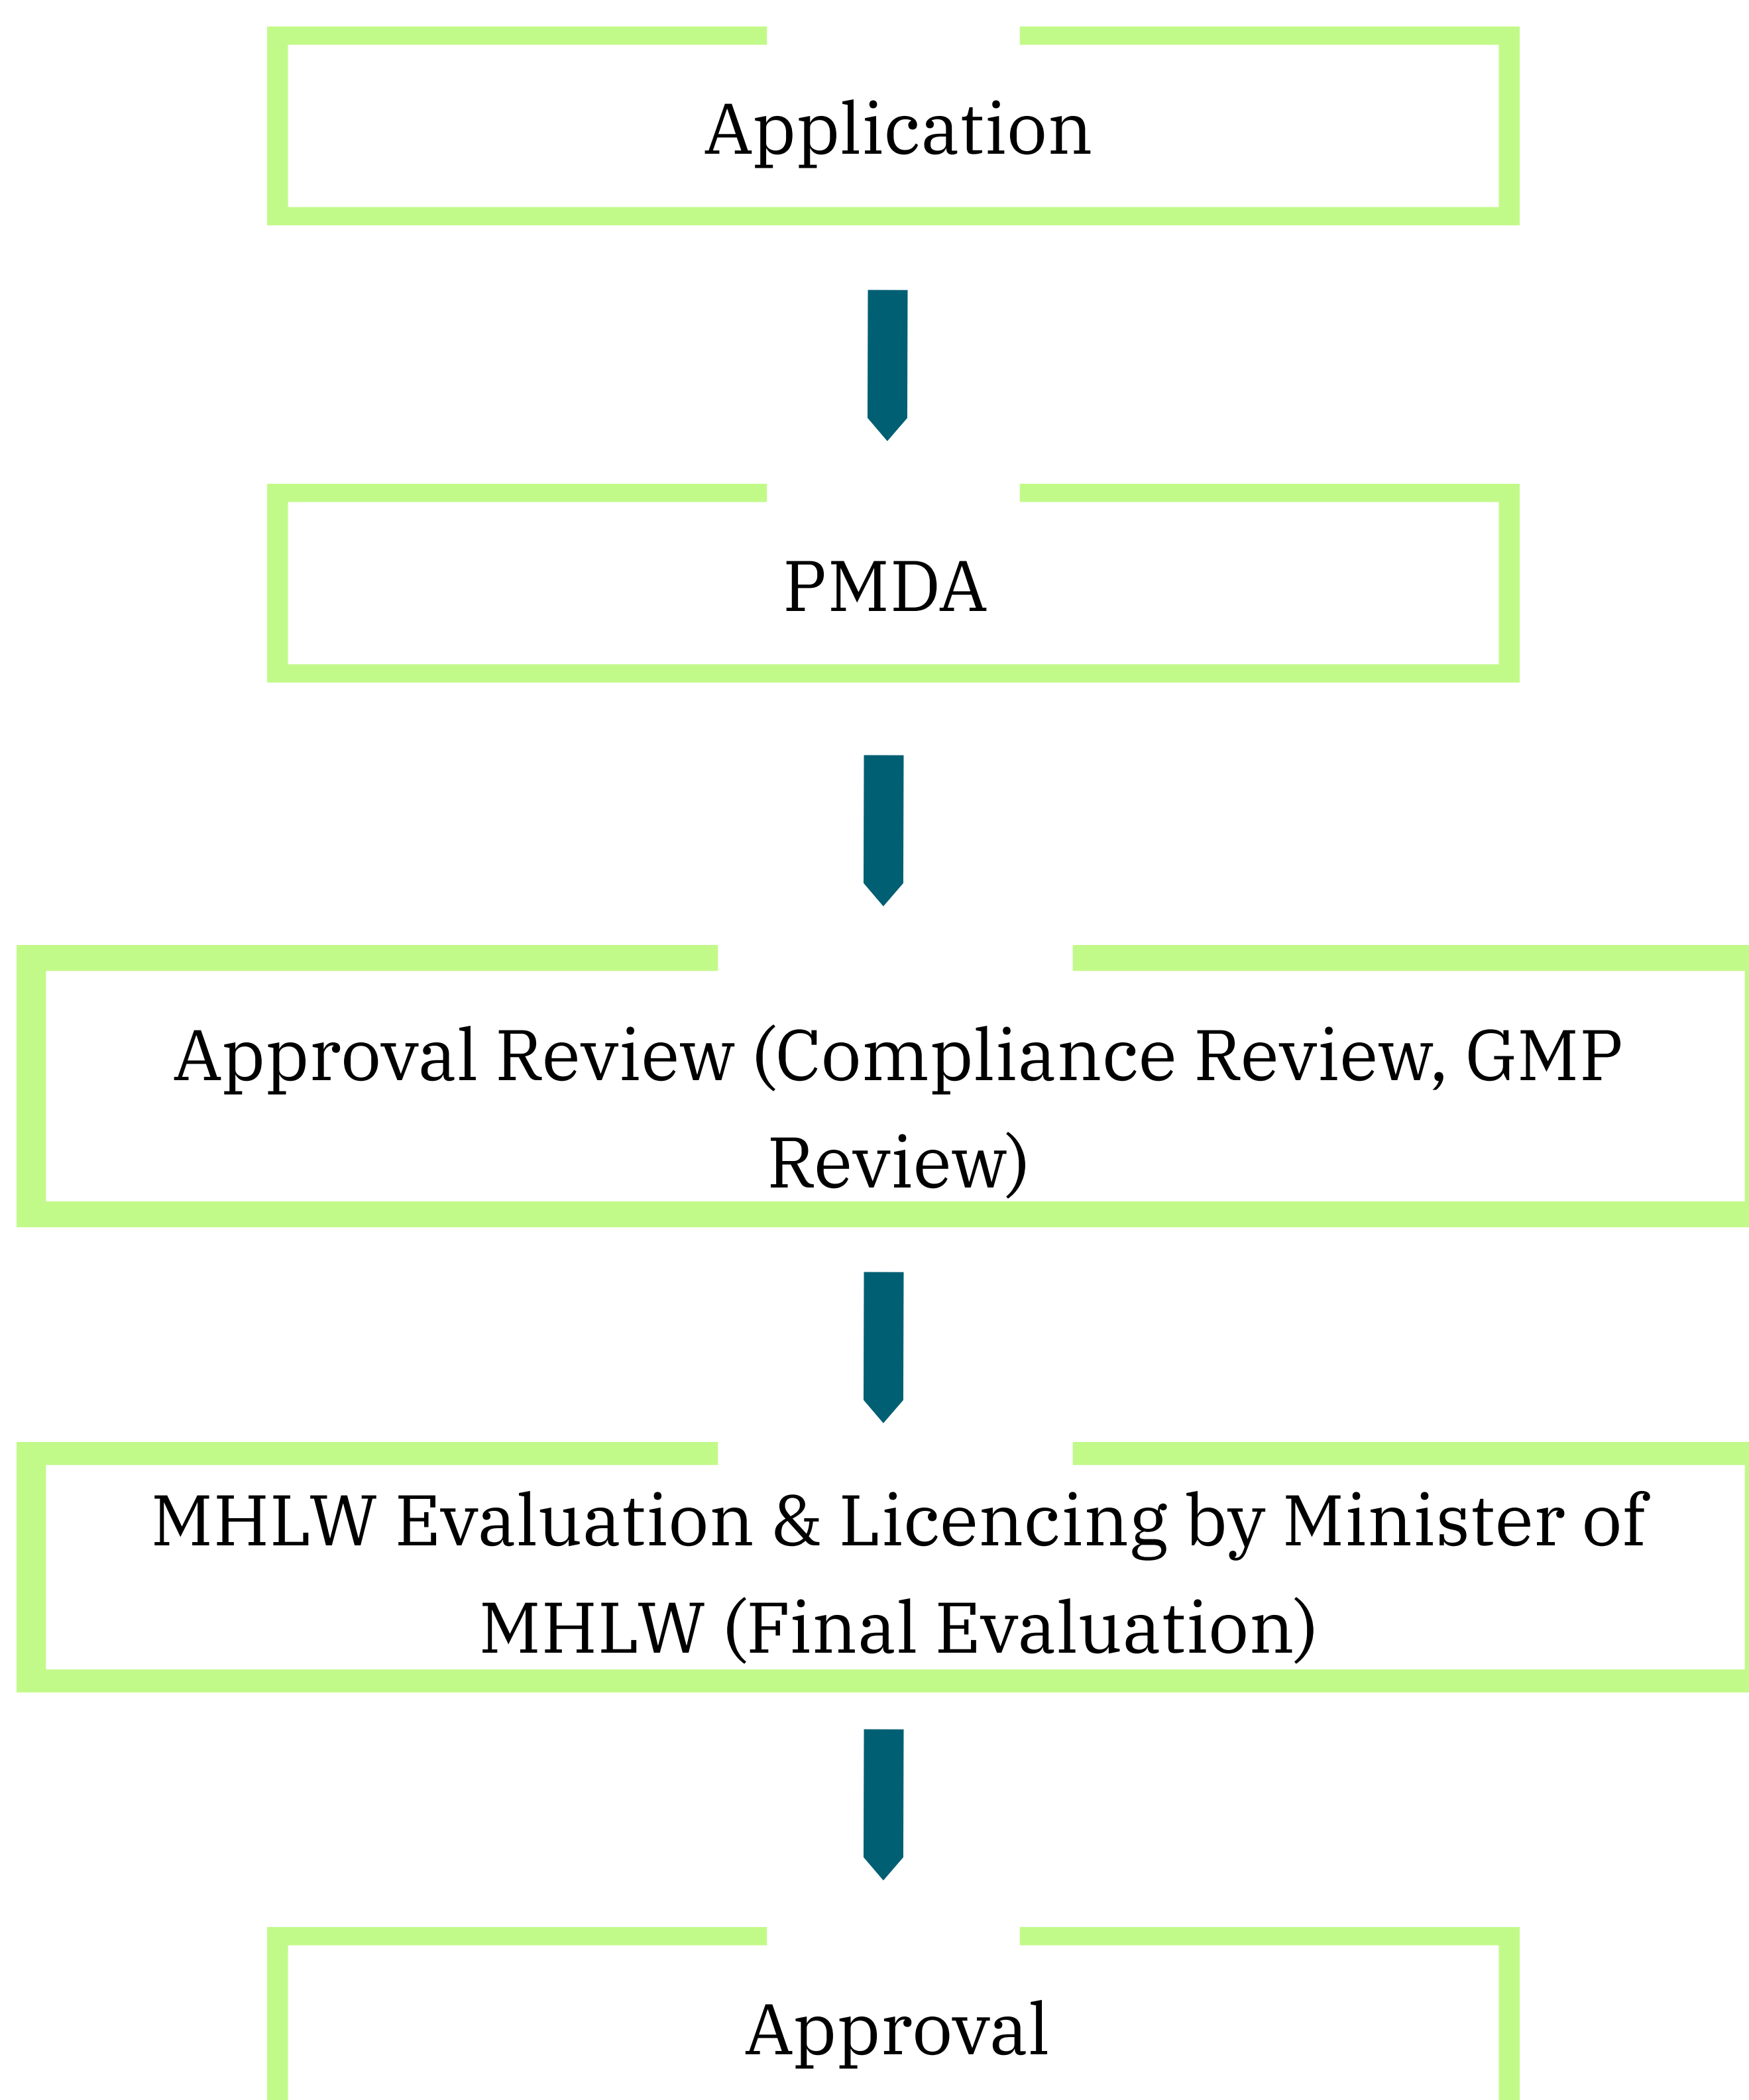 Application
PMDA
Approval Review (Compliance Review, GMP
Review)
MHLW Evaluation & Licencing by Minister of
MHLW (Final Evaluation)
Approval